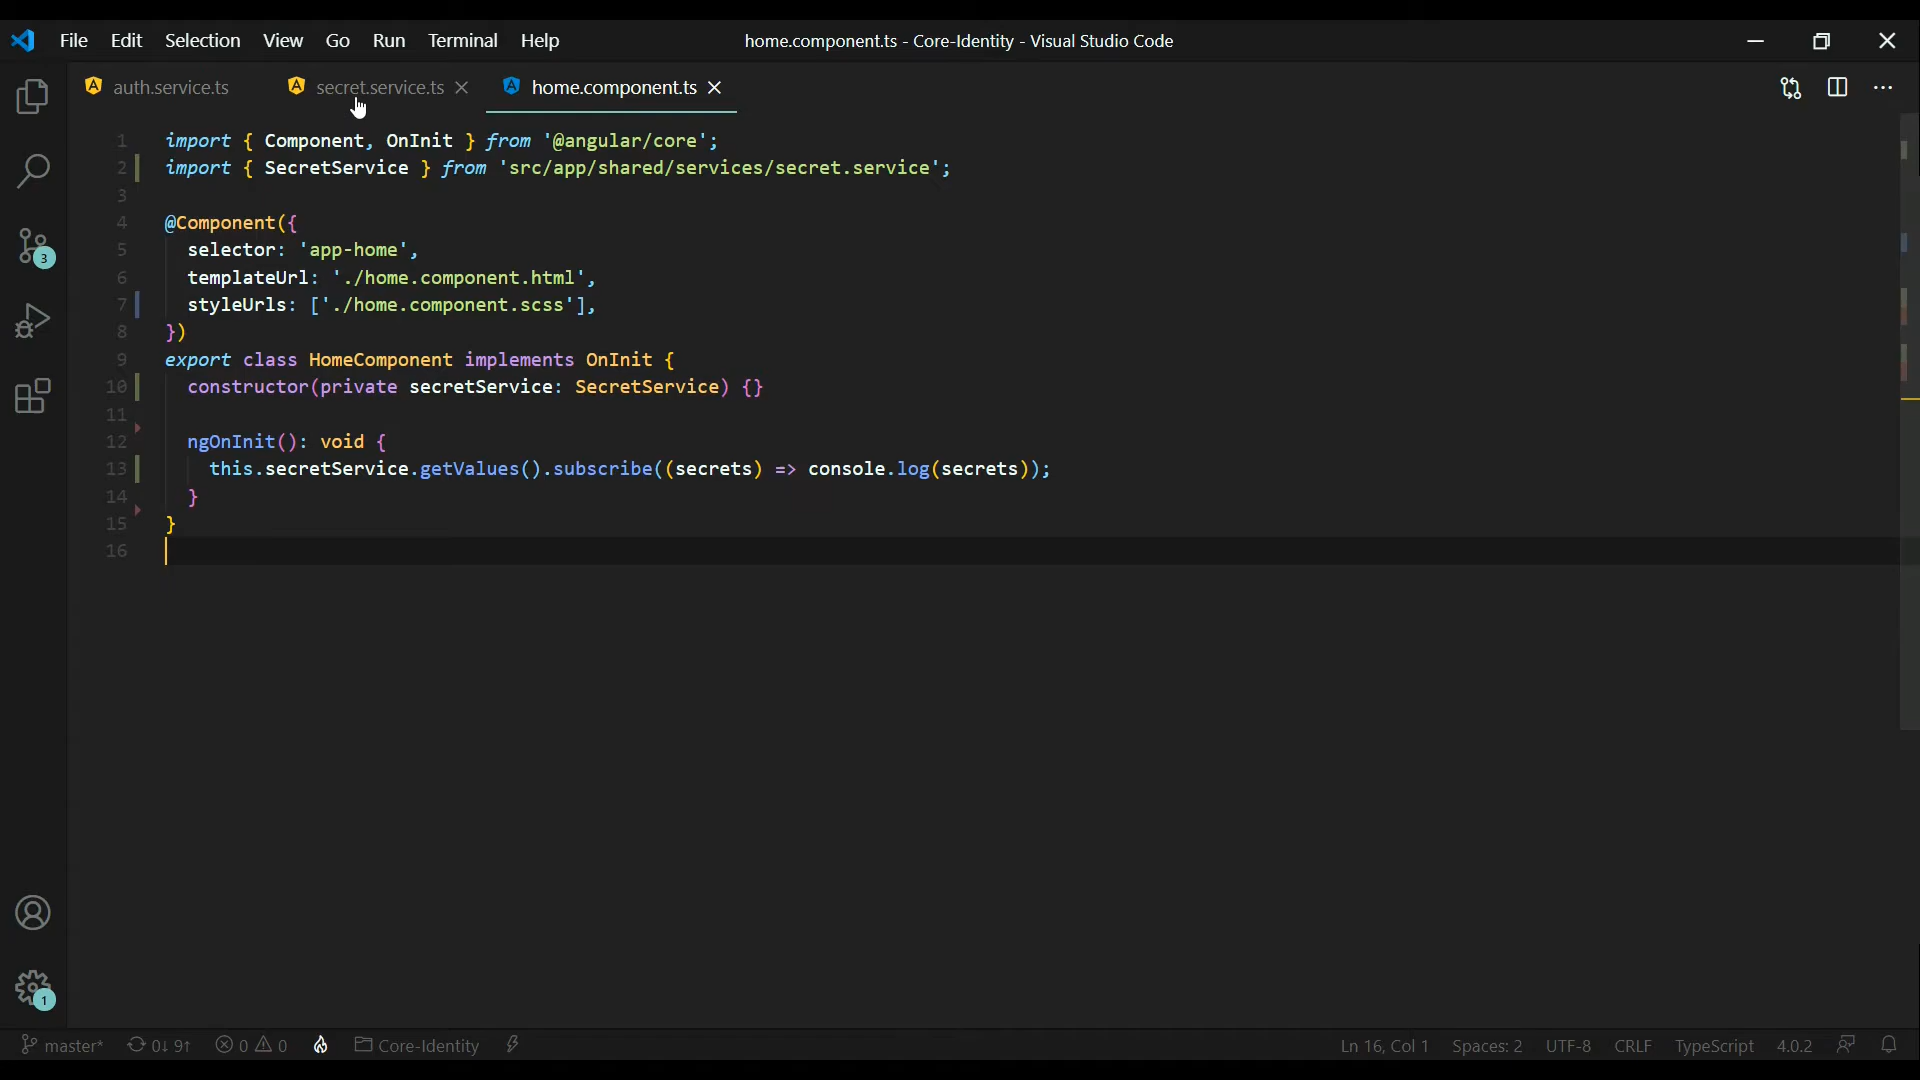 File Edit Selection View Go Run Terminal Help home.component.ts - Core-Identity - Visual Studio Code
auth.service.ts secret.service.ts home.component.ts
1 import { Component, OnInit } from '@angular/core';
2 import { SecretService } from 'src/app/shared/services/secret.service';
3
4 @Component({
5 selector: 'app-home',
6 templateUrl: './home.component.html',
7 styleUrls: ['./home.component.scss'],
8 })
9 export class HomeComponent implements OnInit {
10 constructor(private secretService: SecretService) {}
11
12 ngOnInit(): void {
13 this.secretService.getValues().subscribe((secrets) => console.log(secrets));
14 }
15 }
16
3
1
master* 0↓ 9↑ 0 0 Core-Identity Ln 16, Col 1 Spaces: 2 UTF-8 CRLF TypeScript 4.0.2